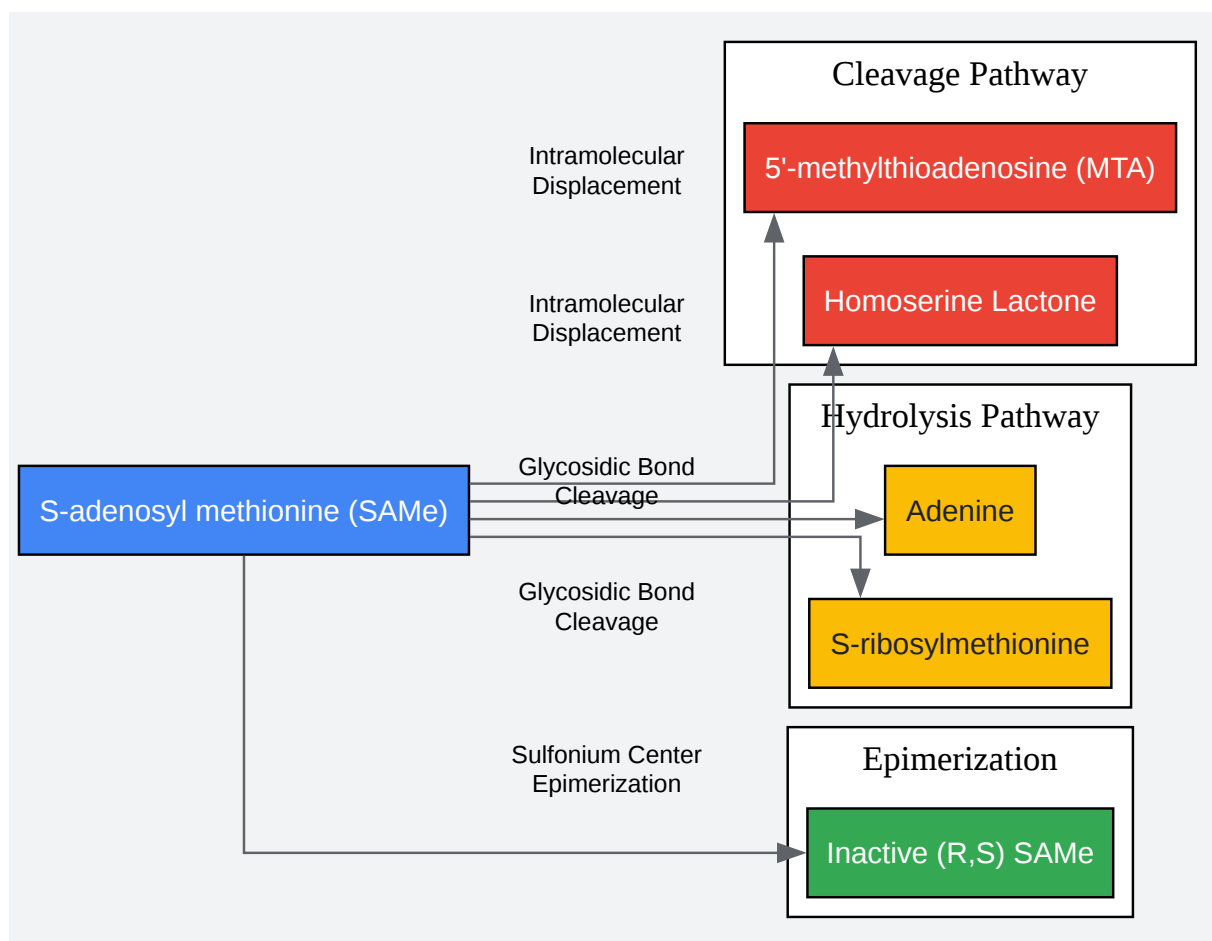 Cleavage Pathway
Intramolecular
Displacement
5'-methylthioadenosine (MTA)
Intramolecular
Displacement
Homoserine Lactone
Hydrolysis Pathway
Glycosidic Bond
Cleavage
S-adenosyl methionine (SAMe)
Adenine
Glycosidic Bond
Cleavage
S-ribosylmethionine
Sulfonium Center
Epimerization
Epimerization
Inactive (R,S) SAMe